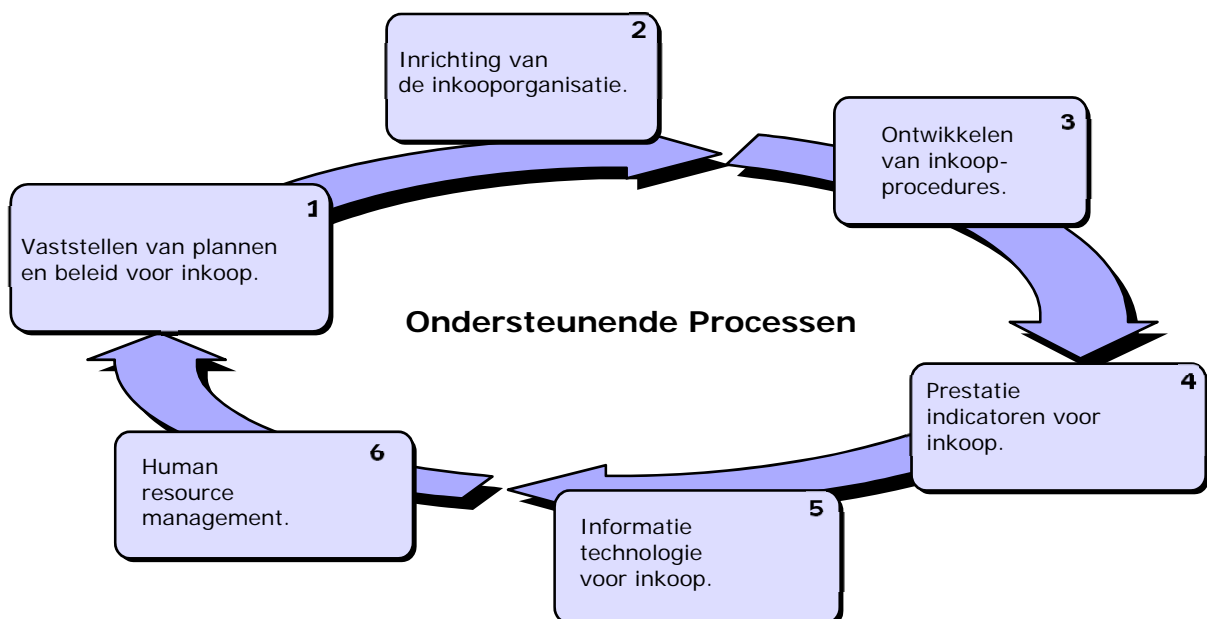 1
Vaststellen van plannen
en beleid voor inkoop.
2
Inrichting van
de inkooporganisatie.
3
Ontwikkelen
van inkoop-
procedures.
Ondersteunende Processen
4
Prestatie
indicatoren voor
inkoop.
5
Informatie
technologie
voor inkoop.
6
Human
resource
management.